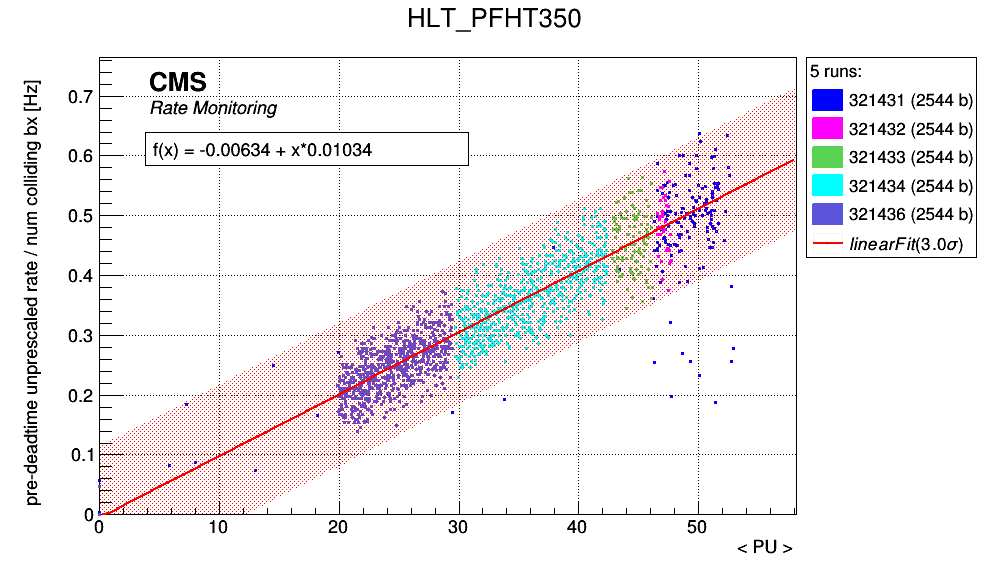 HLT_PFHT350
pre-deadtime unprescaled rate / num colliding bx [Hz]
CMS
Rate Monitoring
f(x) = -0.00634 + x*0.01034
0.7
0.6
0.5
0.4
0.3
0.2
0.1
0
0 10 20 30 40 50
< PU >
5 runs:
321431 (2544 b)
321432 (2544 b)
321433 (2544 b)
321434 (2544 b)
321436 (2544 b)
linearFit(3.0σ)